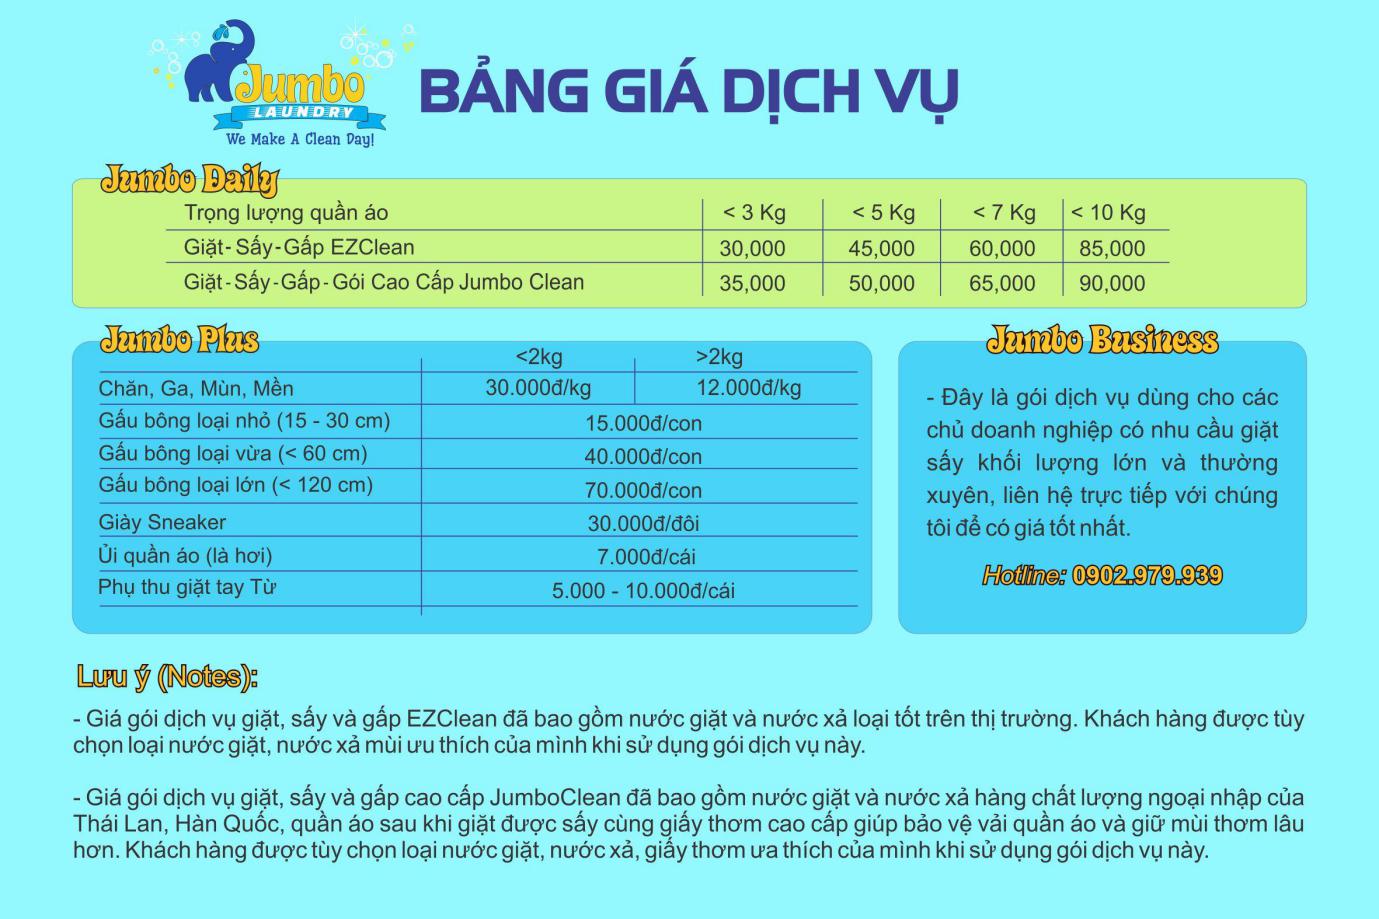 Jumbo
LAUNDRY
We Make A Clean Day!
BẢNG GIÁ DỊCH VỤ
Jumbo Daily
Trọng lượng quần áo < 3 Kg < 5 Kg < 7 Kg < 10 Kg
Giặt-Sấy-Gấp EZClean 30,000 45,000 60,000 85,000
Giặt-Sấy-Gấp-Gói Cao Cấp Jumbo Clean 35,000 50,000 65,000 90,000
Jumbo Plus
<2kg >2kg
Chăn, Ga, Mùn, Mền 30.000đ/kg 12.000đ/kg
Gấu bông loại nhỏ (15 - 30 cm) 15.000đ/con
Gấu bông loại vừa (< 60 cm) 40.000đ/con
Gấu bông loại lớn (< 120 cm) 70.000đ/con
Giày Sneaker 30.000đ/đôi
Ủi quần áo (là hơi) 7.000đ/cái
Phụ thu giặt tay Từ 5.000 - 10.000đ/cái
Jumbo Business
- Đây là gói dịch vụ dùng cho các
chủ doanh nghiệp có nhu cầu giặt
sấy khối lượng lớn và thường
xuyên, liên hệ trực tiếp với chúng
tôi để có giá tốt nhất.
Hotline: 0902.979.939
Lưu ý (Notes):
- Giá gói dịch vụ giặt, sấy và gấp EZClean đã bao gồm nước giặt và nước xả loại tốt trên thị trường. Khách hàng được tùy
chọn loại nước giặt, nước xả mùi ưu thích của mình khi sử dụng gói dịch vụ này.
- Giá gói dịch vụ giặt, sấy và gấp cao cấp JumboClean đã bao gồm nước giặt và nước xả hàng chất lượng ngoại nhập của
Thái Lan, Hàn Quốc, quần áo sau khi giặt được sấy cùng giấy thơm cao cấp giúp bảo vệ vải quần áo và giữ mùi thơm lâu
hơn. Khách hàng được tùy chọn loại nước giặt, nước xả, giấy thơm ưa thích của mình khi sử dụng gói dịch vụ này.